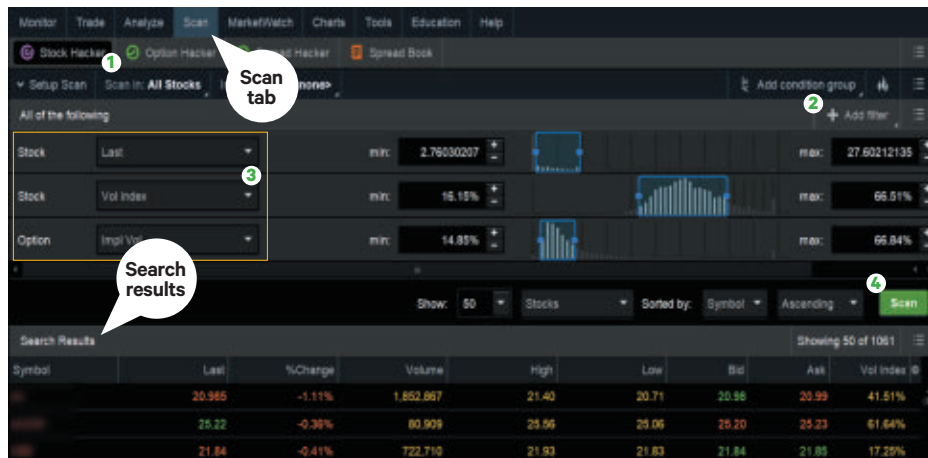 Monitor Trade Analyze Scan MarketWatch Charts Tools Education Help
Stock Hacker 1 Option Hacker Hacker Spread Book
Setup Scan Scan in: All Stocks none> Add condition group
Scan
tab
All of the following 2 Add filter
Stock Last min: 2.76030207 max: 27.60212135
3
Stock Vol Index min: 16.15% max: 66.51%
Option Impl Vol min: 14.85% max: 66.84%
Search
results
4
Show: 50 Stocks Sorted by: Symbol Ascending Scan
Search Results Showing 50 of 1061
Symbol Last %Change Volume High Low Bid Ask Vol Index
20.985 -1.11% 1,852,867 21.40 20.71 20.98 20.99 41.51%
25.22 -0.36% 80,909 25.56 25.06 25.20 25.23 61.64%
21.84 -0.41% 722,710 21.93 21.83 21.84 21.85 17.25%